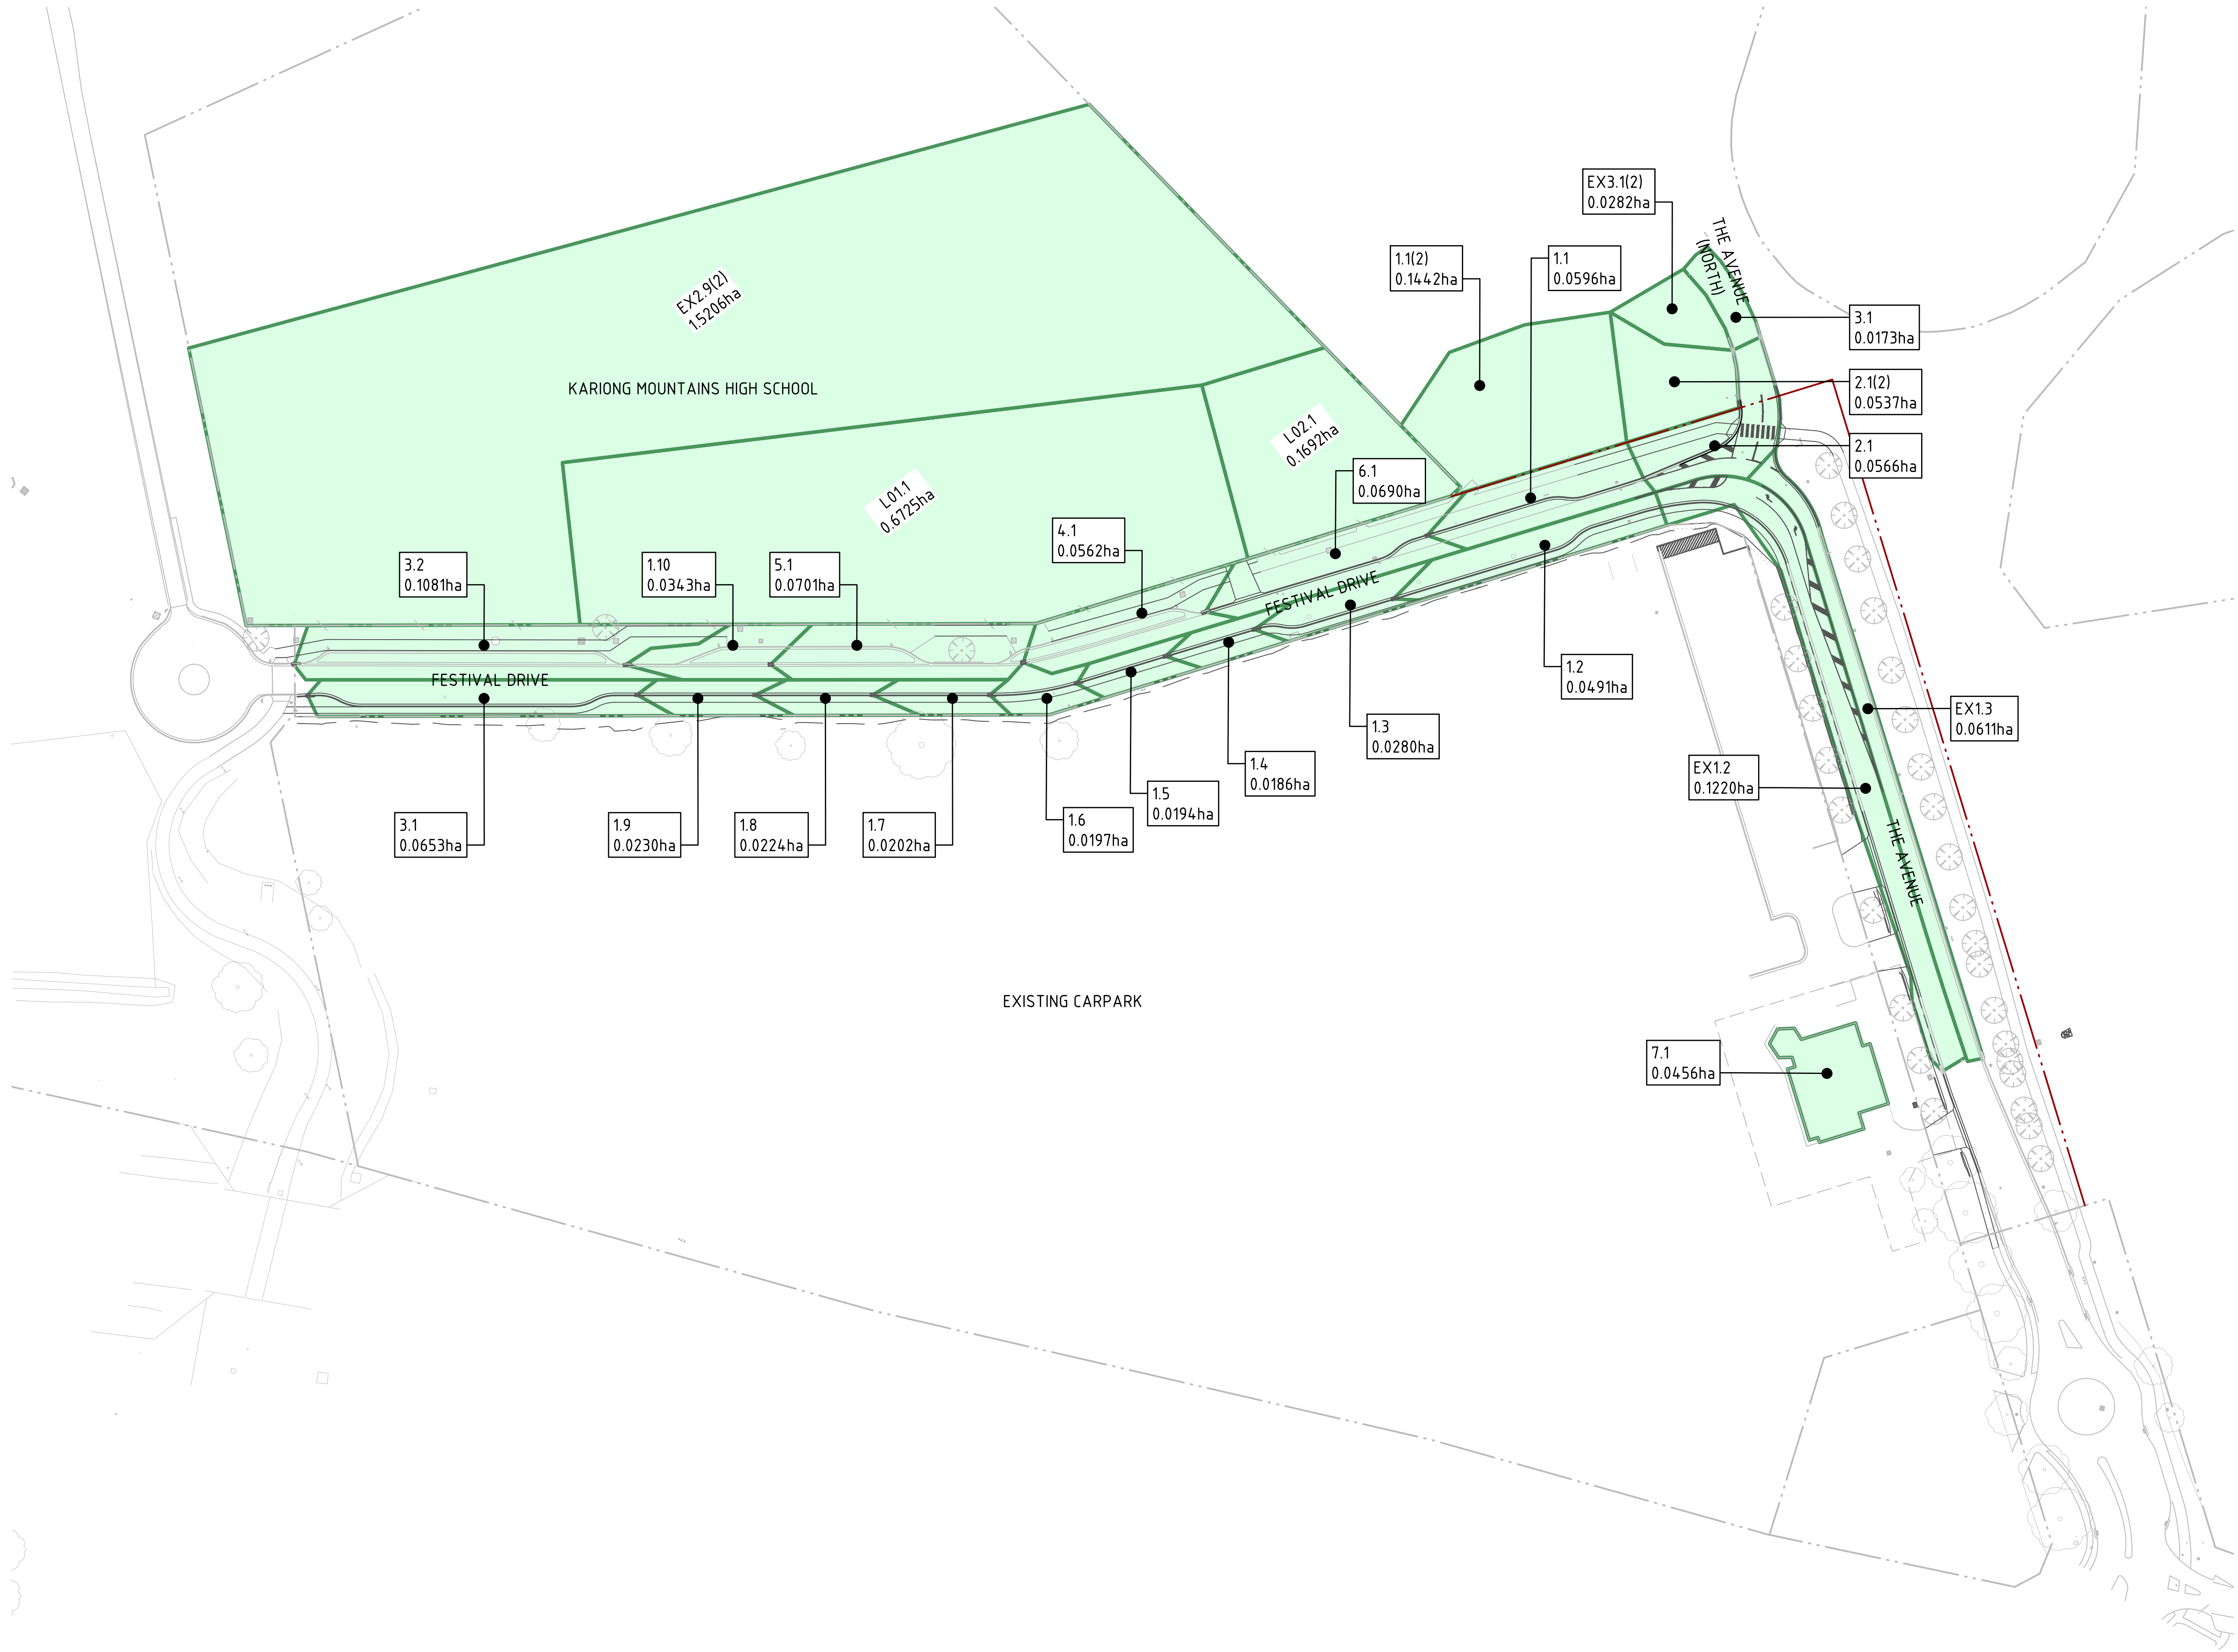 EX3.1(2)
0.0282ha
THE AVENUE
(NORTH)
1.1(2)
0.1442ha
1.1
0.0596ha
EX2.9(2)
1.5206ha
3.1
0.0173ha
KARIONG MOUNTAINS HIGH SCHOOL
2.1(2)
0.0537ha
L02.1
0.1692ha
2.1
0.0566ha
6.1
0.0690ha
L01.1
0.6725ha
4.1
0.0562ha
3.2
0.1081ha
1.10
0.0343ha
5.1
0.0701ha
FESTIVAL DRIVE
FESTIVAL DRIVE
1.2
0.0491ha
EX1.3
0.0611ha
1.3
0.0280ha
1.4
0.0186ha
EX1.2
0.1220ha
1.5
0.0194ha
3.1
0.0653ha
1.9
0.0230ha
1.8
0.0224ha
1.7
0.0202ha
1.6
0.0197ha
THE AVENUE
EXISTING CARPARK
7.1
0.0456ha